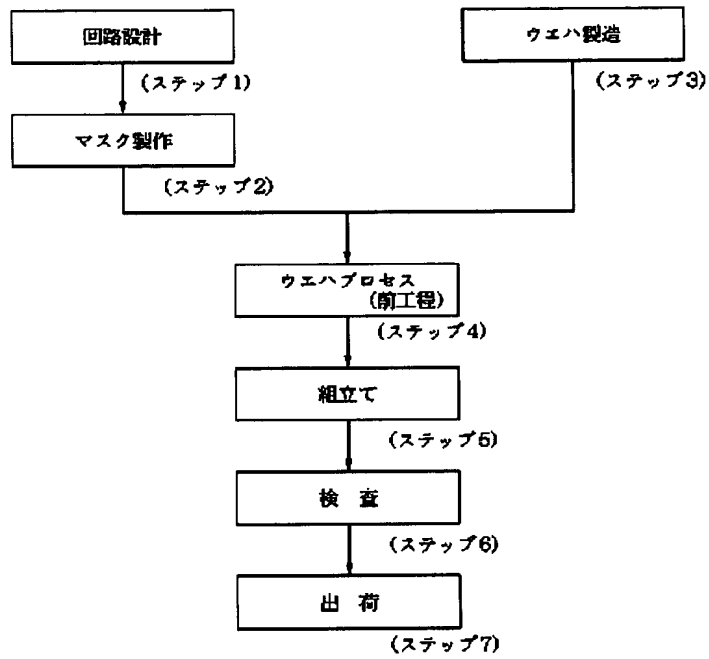 回路設計
(ステップ1)
マスク製作
(ステップ2)
ウエハ製造
(ステップ3)
ウエハプロセス
(前工程)
(ステップ4)
組立て
(ステップ5)
検 査
(ステップ6)
出 荷
(ステップ7)